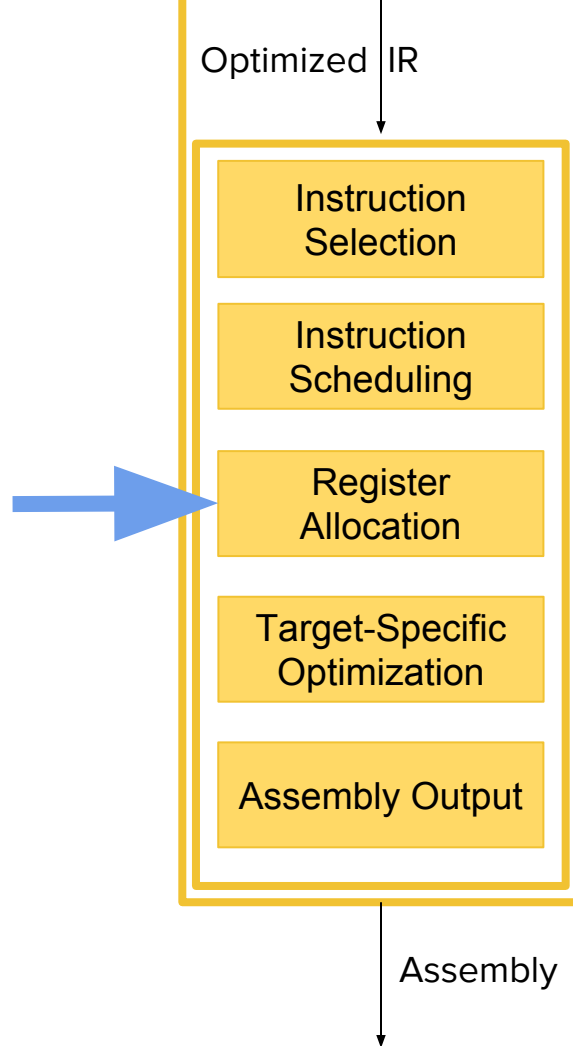 Optimized IR
Instruction
Selection
Instruction
Scheduling
Register
Allocation
Target-Specific
Optimization
Assembly Output
Assembly